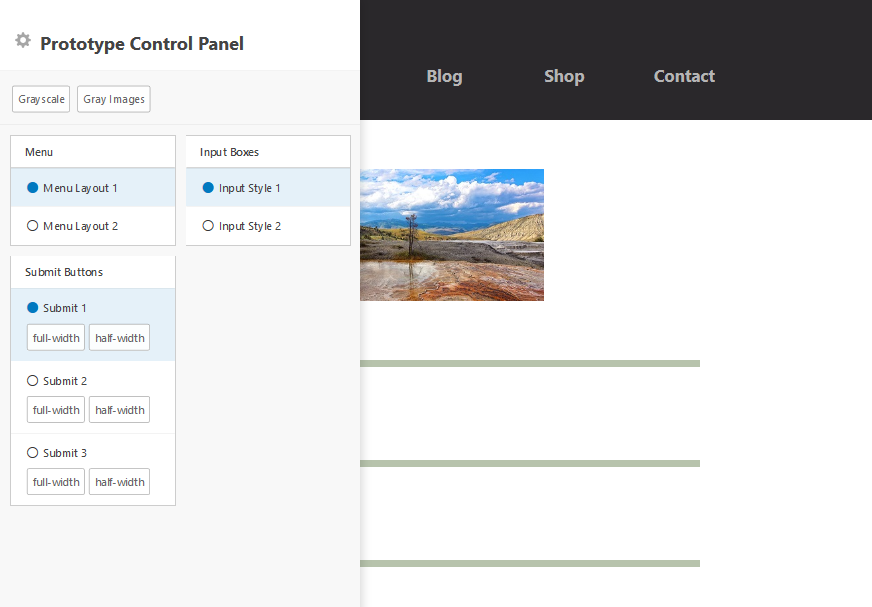 Prototype Control Panel
Blog Shop Contact
Grayscale Gray Images
Menu
Menu Layout 1
Menu Layout 2
Input Boxes
Input Style 1
Input Style 2
Submit Buttons
Submit 1
full-width half-width
Submit 2
full-width half-width
Submit 3
full-width half-width